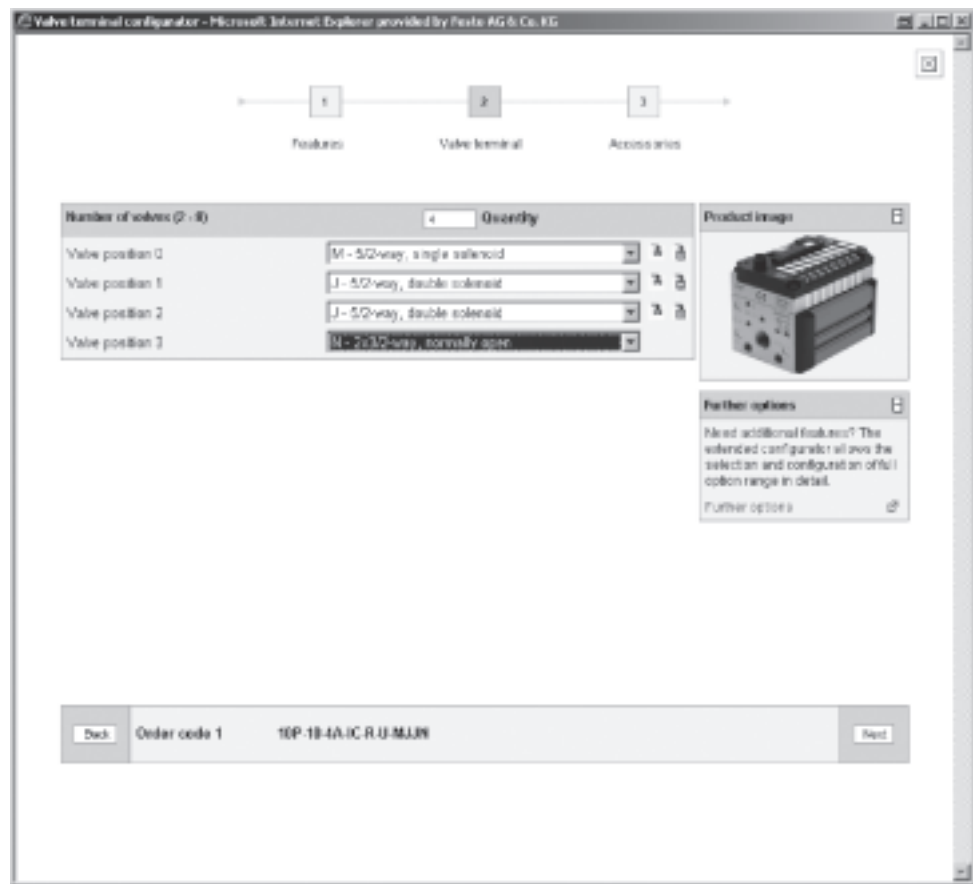 Valve terminal configurator - Microsoft Internet Explorer provided by Festo AG & Co. KG
1 2 3
Features Valve terminal Accessories
Number of valves (2 - 8) 4 Quantity
Product image
Valve position 0 M - 5/2-way, single solenoid
Valve position 1 J - 5/2-way, double solenoid
Valve position 2 J - 5/2-way, double solenoid
Valve position 3 N - 2x3/2-way, normally open
Further options
Need additional features? The
extended configurator allows the
selection and configuration of full
option range in detail.
Further options
Back Order code 1 10P-10-4A-IC-R-U-MJJN Next